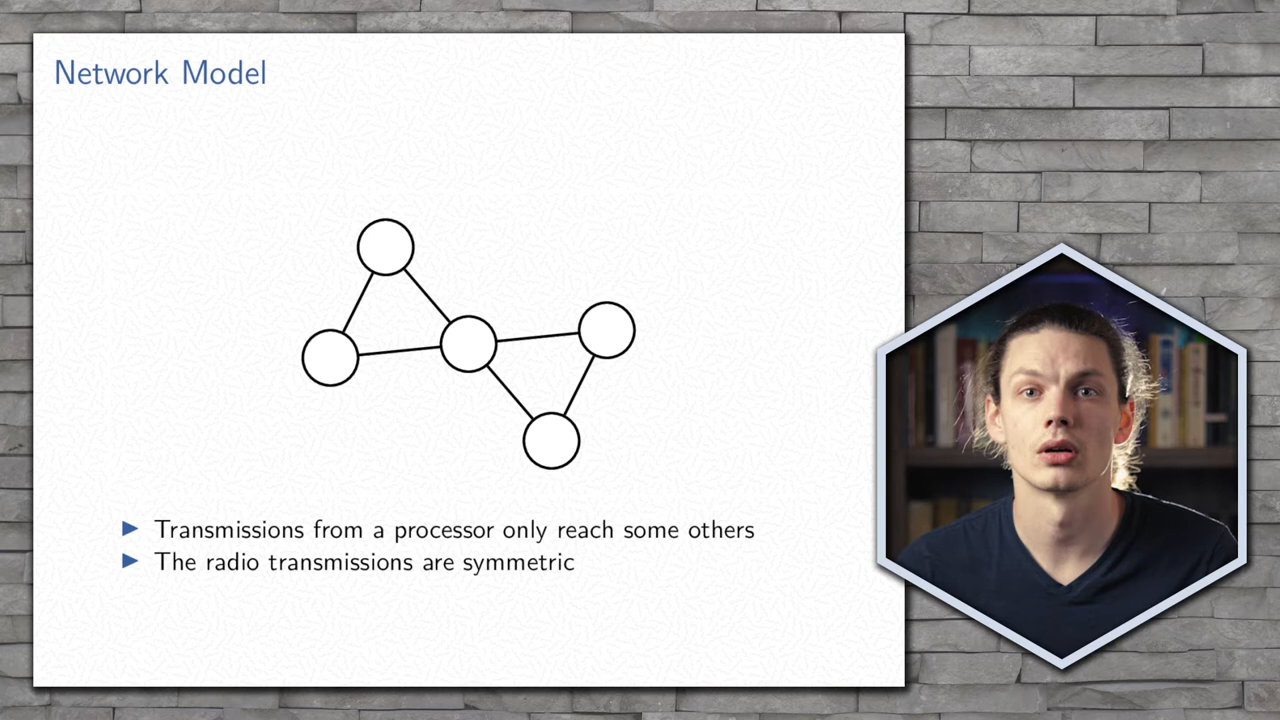 Network Model
Transmissions from a processor only reach some others
The radio transmissions are symmetric